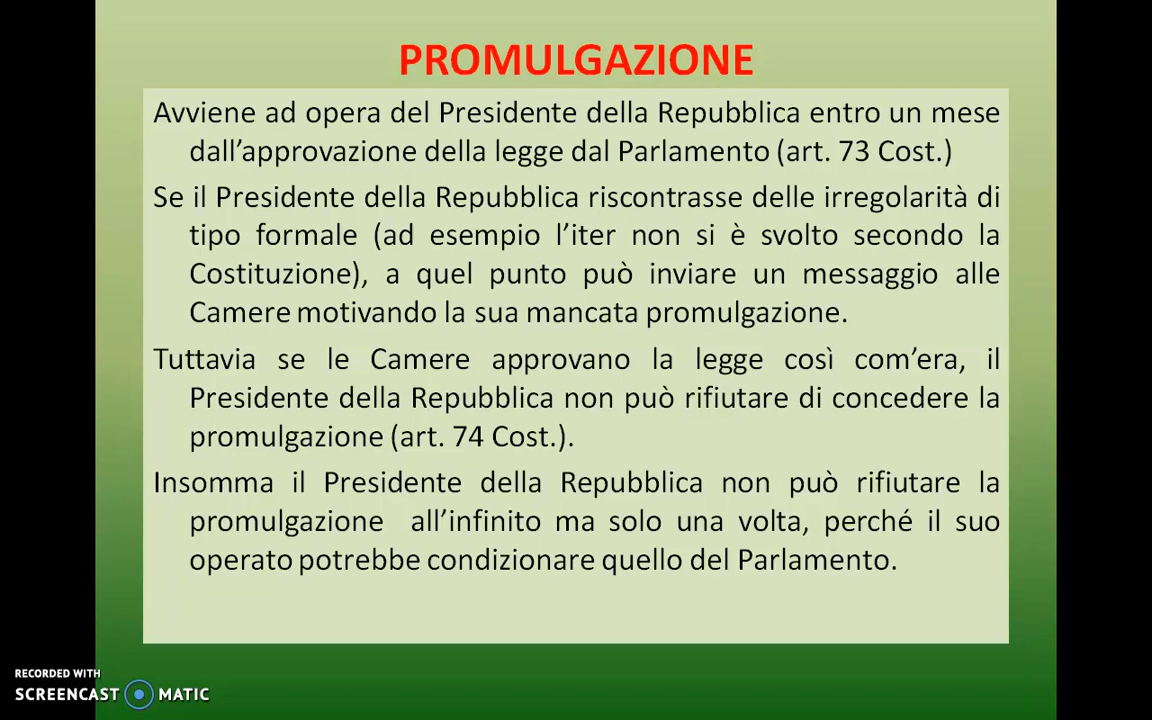 PROMULGAZIONE
Avviene ad opera del Presidente della Repubblica entro un mese
dall’approvazione della legge dal Parlamento (art. 73 Cost.)
Se il Presidente della Repubblica riscontrasse delle irregolarità di
tipo formale (ad esempio l’iter non si è svolto secondo la
Costituzione), a quel punto può inviare un messaggio alle
Camere motivando la sua mancata promulgazione.
Tuttavia se le Camere approvano la legge così com’era, il
Presidente della Repubblica non può rifiutare di concedere la
promulgazione (art. 74 Cost.).
Insomma il Presidente della Repubblica non può rifiutare la
promulgazione all’infinito ma solo una volta, perché il suo
operato potrebbe condizionare quello del Parlamento.
RECORDED WITH
SCREENCAST MATIC